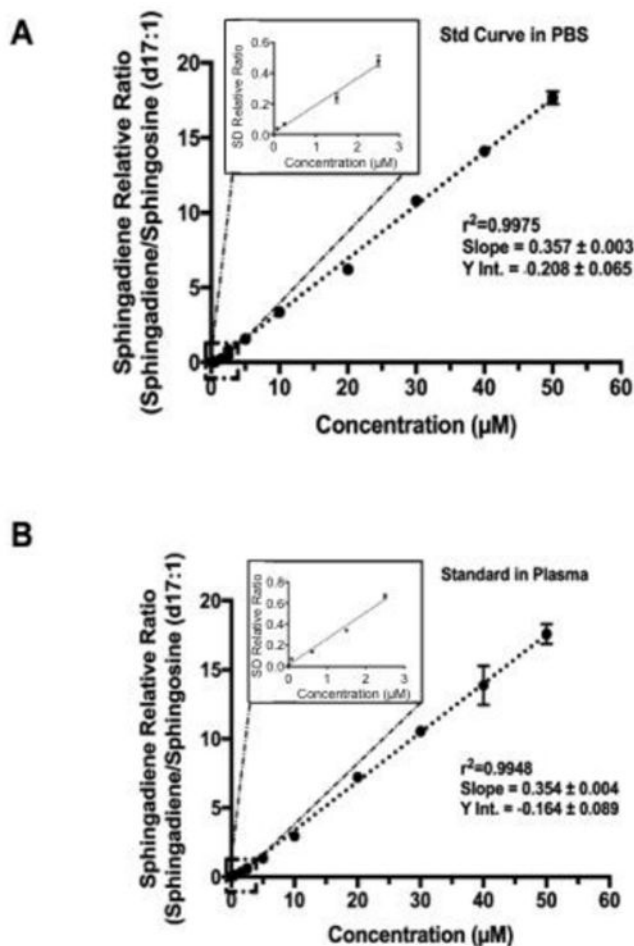 A
Std Curve in PBS
Sphingadiene Relative Ratio
(Sphingadiene/Sphingosine (d17:1)
20
15
10
5
0
0 10 20 30 40 50 60
Concentration (µM)
SD Relative Ratio
0.6
0.4
0.2
0.0
0 1 2 3
Concentration (µM)
r²=0.9975
Slope = 0.357 ± 0.003
Y Int. = -0.208 ± 0.065
B
Standard in Plasma
Sphingadiene Relative Ratio
(Sphingadiene/Sphingosine (d17:1)
20
15
10
5
0
0 10 20 30 40 50 60
Concentration (µM)
SD Relative Ratio
0.8
0.6
0.4
0.2
0.0
0 1 2 3
Concentration (µM)
r²=0.9948
Slope = 0.354 ± 0.004
Y Int. = -0.164 ± 0.089